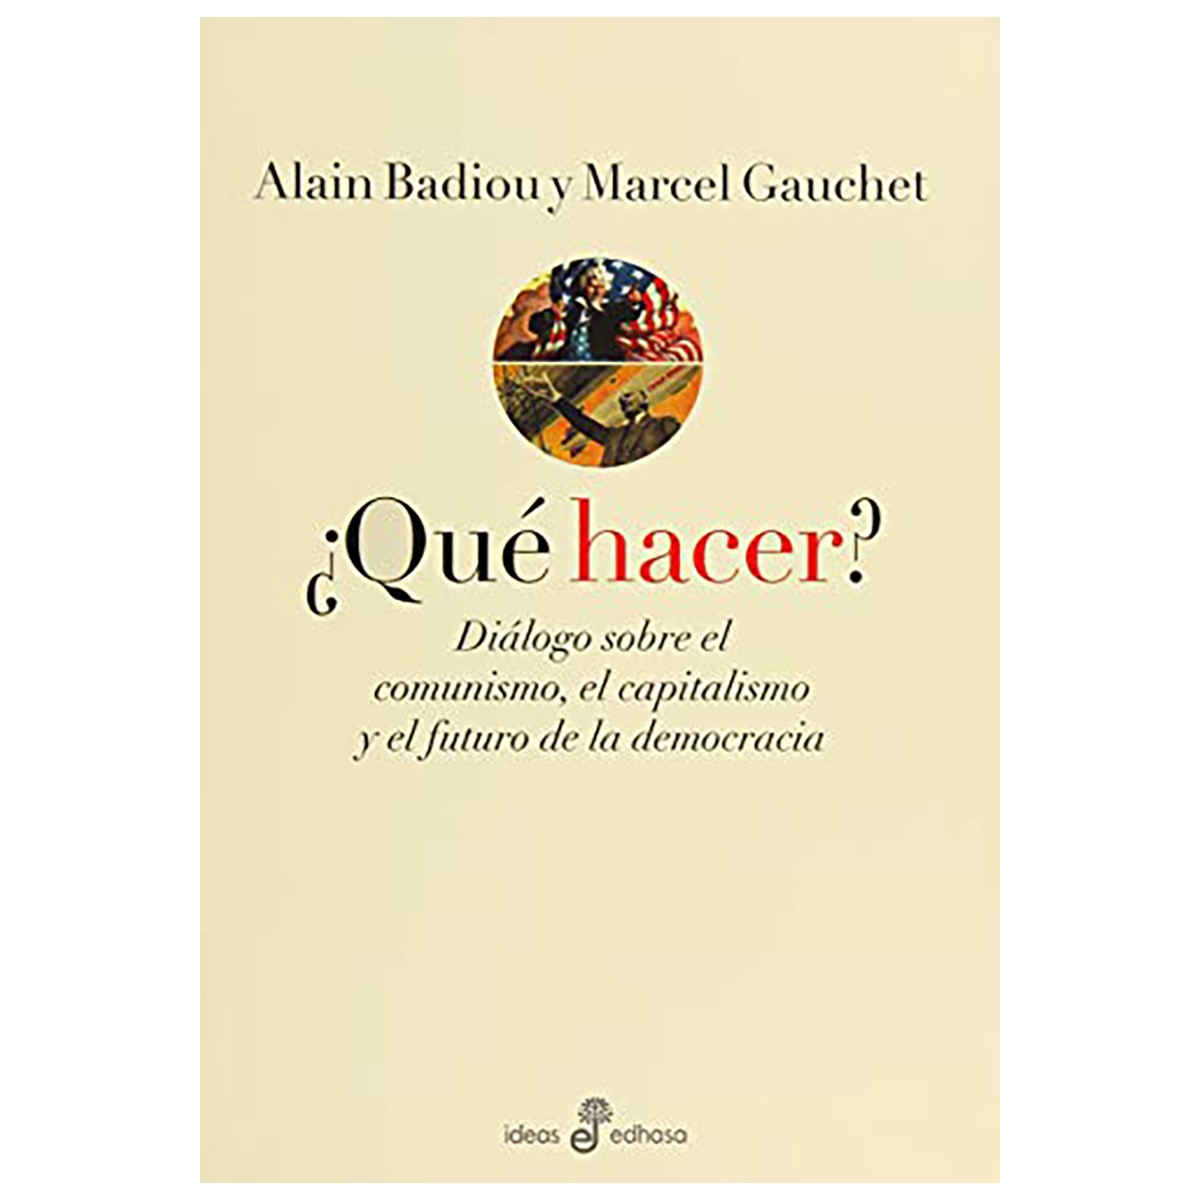 Alain Badiou y Marcel Gauchet
¿Qué hacer?
Diálogo sobre el
comunismo, el capitalismo
y el futuro de la democracia
ideas edhasa